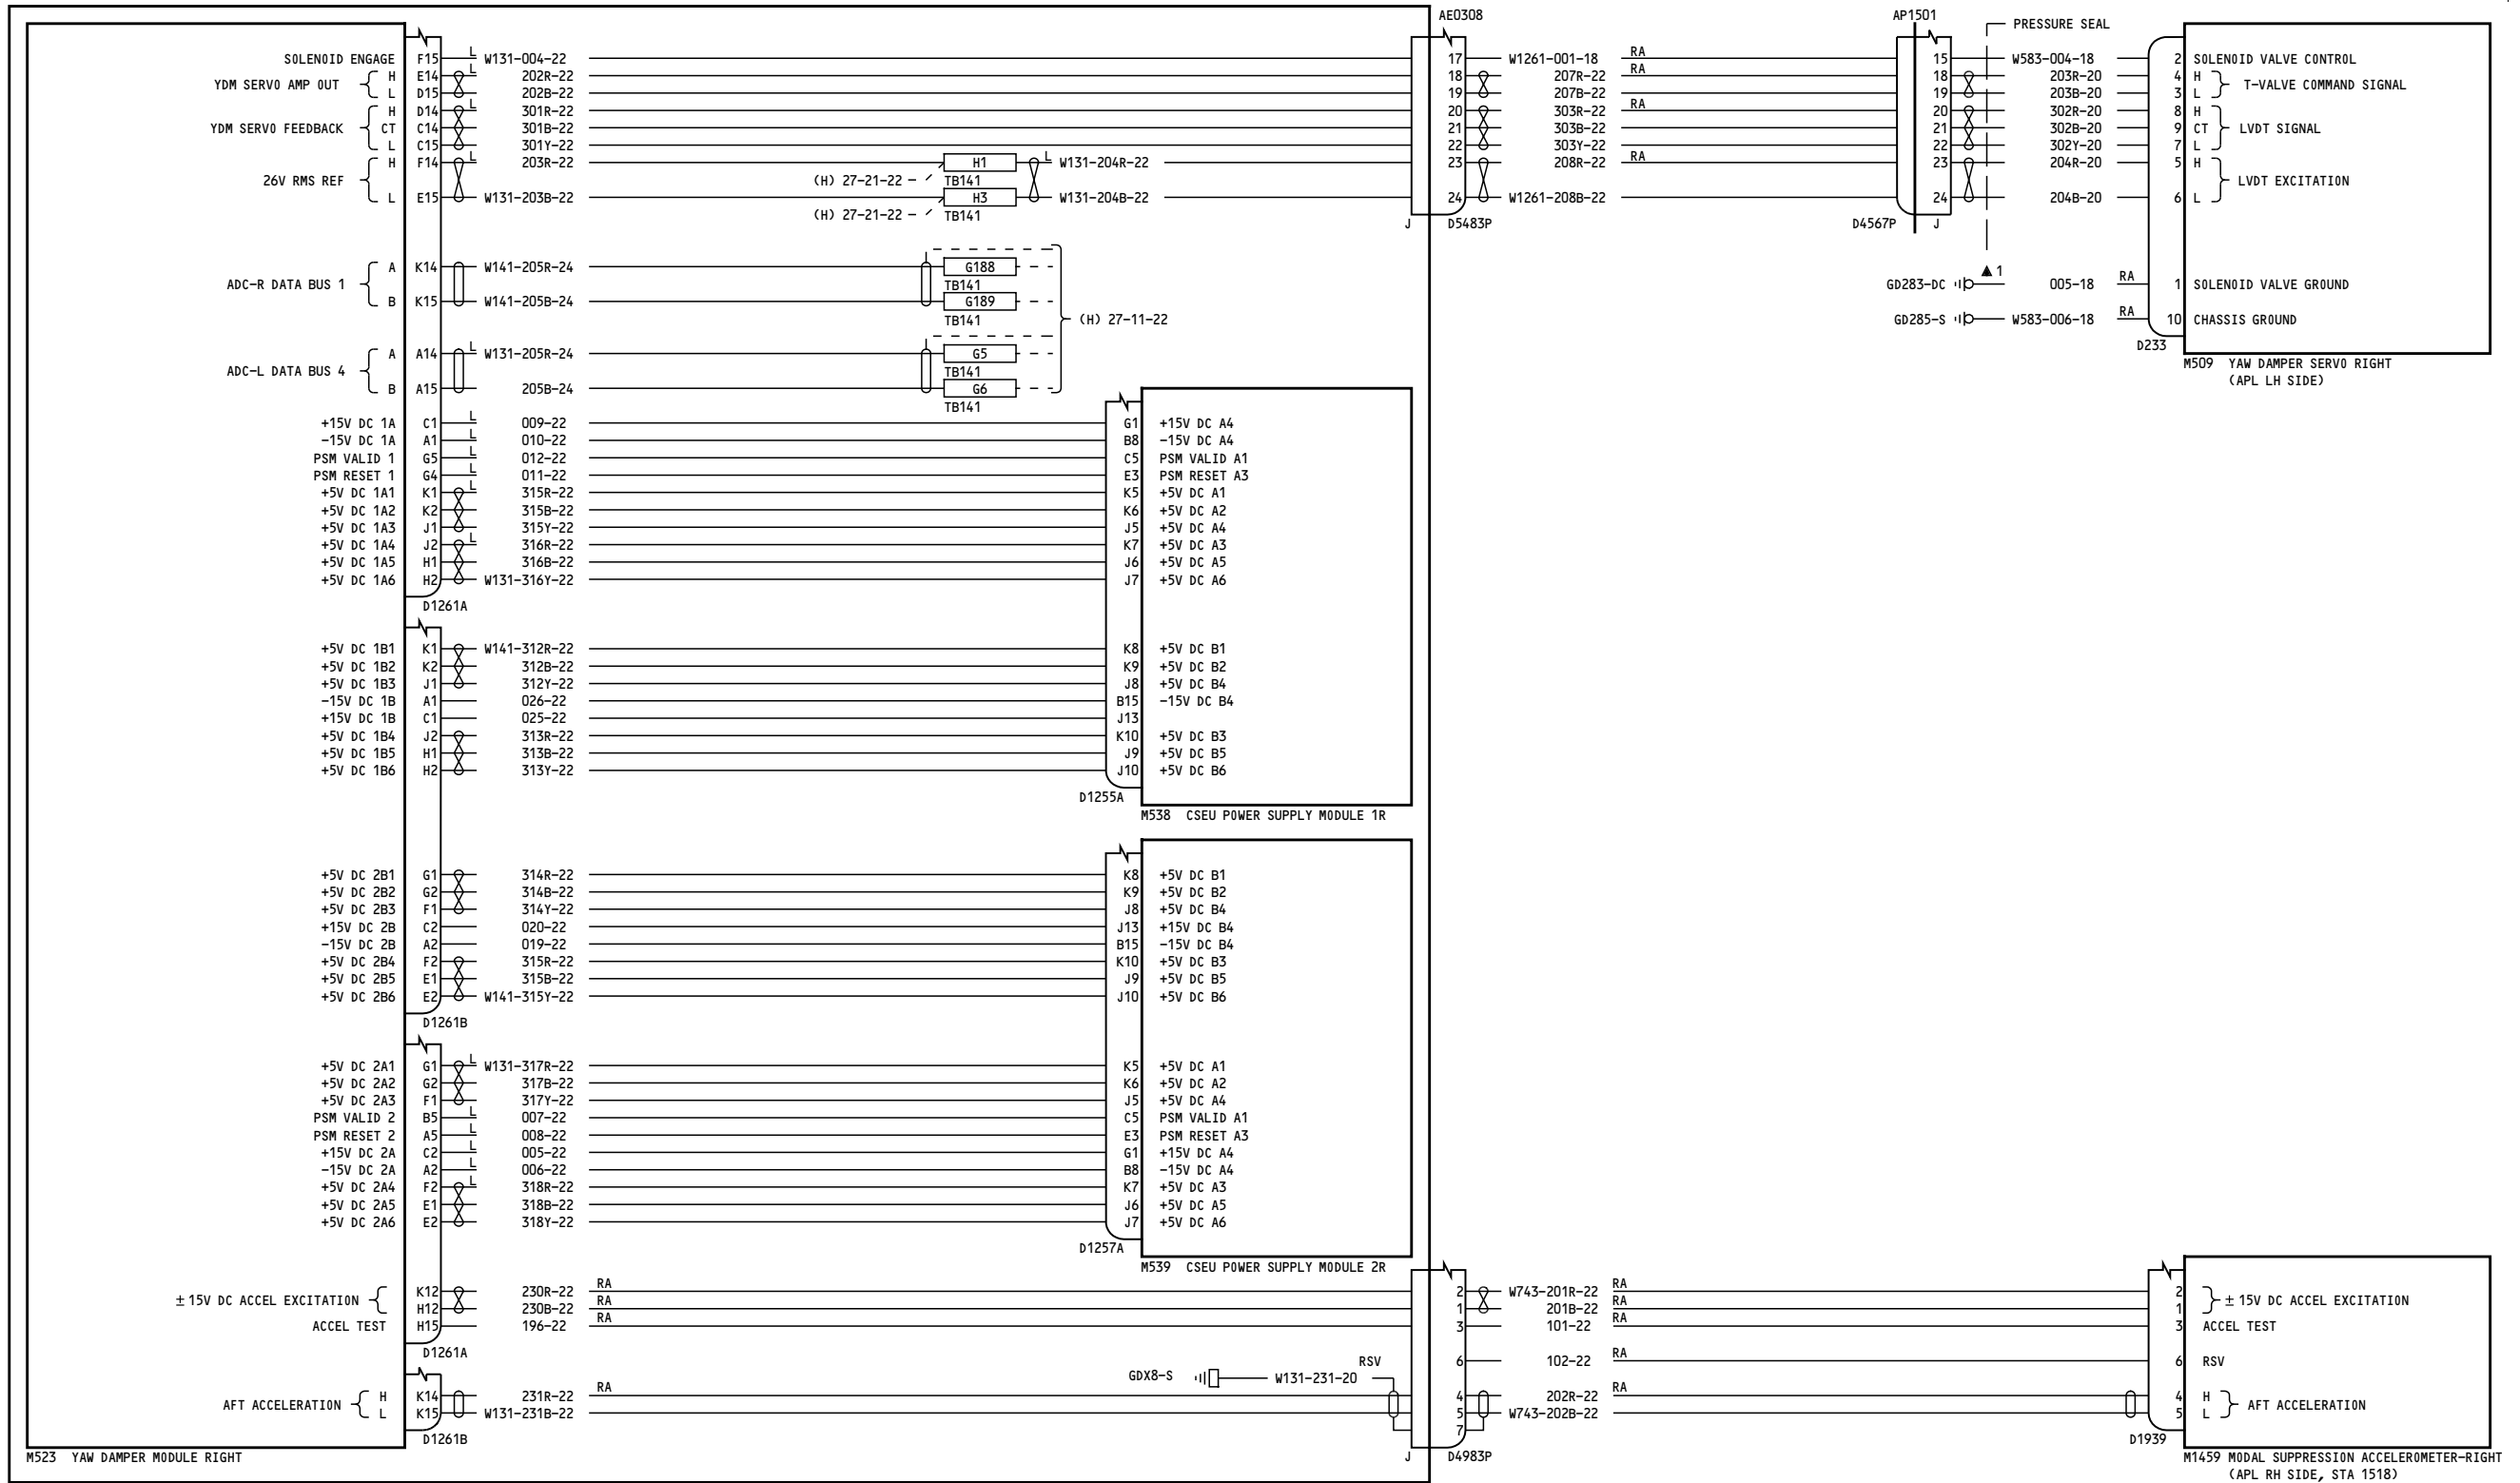 AE0308 AP1501 PRESSURE SEAL
SOLENOID ENGAGE F15 L W131-004-22 17 W1261-001-18 RA 15 W583-004-18 2 SOLENOID VALVE CONTROL
YDM SERVO AMP OUT
H E14 L 202R-22 18 207R-22 RA 18 203R-20 4 H
L D15 202B-22 19 207B-22 19 203B-20 3 L
T-VALVE COMMAND SIGNAL
YDM SERVO FEEDBACK
H D14 L 301R-22 20 303R-22 RA 20 302R-20 8 H
CT C14 301B-22 21 303B-22 21 302B-20 9 CT
L C15 301Y-22 22 303Y-22 22 302Y-20 7 L
LVDT SIGNAL
26V RMS REF
H F14 L 203R-22 H1 L W131-204R-22 23 208R-22 RA 23 204R-20 5 H
(H) 27-21-22 TB141
L E15 W131-203B-22 H3 W131-204B-22 24 W1261-208B-22 24 204B-20 6 L
(H) 27-21-22 TB141
LVDT EXCITATION
J D5483P D4567P J
ADC-R DATA BUS 1
A K14 W141-205R-24 G188
TB141
B K15 W141-205B-24 G189
TB141
1
GD283-DC 005-18 RA 1 SOLENOID VALVE GROUND
(H) 27-11-22
GD285-S W583-006-18 RA 10 CHASSIS GROUND
D233
M509 YAW DAMPER SERVO RIGHT
(APL LH SIDE)
ADC-L DATA BUS 4
A A14 L W131-205R-24 G5
TB141
B A15 205B-24 G6
TB141
+15V DC 1A C1 L 009-22 G1 +15V DC A4
-15V DC 1A A1 L 010-22 B8 -15V DC A4
PSM VALID 1 G5 L 012-22 C5 PSM VALID A1
PSM RESET 1 G4 L 011-22 E3 PSM RESET A3
+5V DC 1A1 K1 L 315R-22 K5 +5V DC A1
+5V DC 1A2 K2 315B-22 K6 +5V DC A2
+5V DC 1A3 J1 315Y-22 J5 +5V DC A4
+5V DC 1A4 J2 L 316R-22 K7 +5V DC A3
+5V DC 1A5 H1 316B-22 J6 +5V DC A5
+5V DC 1A6 H2 W131-316Y-22 J7 +5V DC A6
D1261A
+5V DC 1B1 K1 W141-312R-22 K8 +5V DC B1
+5V DC 1B2 K2 312B-22 K9 +5V DC B2
+5V DC 1B3 J1 312Y-22 J8 +5V DC B4
-15V DC 1B A1 026-22 B15 -15V DC B4
+15V DC 1B C1 025-22 J13
+5V DC 1B4 J2 313R-22 K10 +5V DC B3
+5V DC 1B5 H1 313B-22 J9 +5V DC B5
+5V DC 1B6 H2 313Y-22 J10 +5V DC B6
D1255A
M538 CSEU POWER SUPPLY MODULE 1R
+5V DC 2B1 G1 314R-22 K8 +5V DC B1
+5V DC 2B2 G2 314B-22 K9 +5V DC B2
+5V DC 2B3 F1 314Y-22 J8 +5V DC B4
+15V DC 2B C2 020-22 J13 +15V DC B4
-15V DC 2B A2 019-22 B15 -15V DC B4
+5V DC 2B4 F2 315R-22 K10 +5V DC B3
+5V DC 2B5 E1 315B-22 J9 +5V DC B5
+5V DC 2B6 E2 W141-315Y-22 J10 +5V DC B6
D1261B
+5V DC 2A1 G1 L W131-317R-22 K5 +5V DC A1
+5V DC 2A2 G2 317B-22 K6 +5V DC A2
+5V DC 2A3 F1 317Y-22 J5 +5V DC A4
PSM VALID 2 B5 L 007-22 C5 PSM VALID A1
PSM RESET 2 A5 L 008-22 E3 PSM RESET A3
+15V DC 2A C2 L 005-22 G1 +15V DC A4
-15V DC 2A A2 L 006-22 B8 -15V DC A4
+5V DC 2A4 F2 L 318R-22 K7 +5V DC A3
+5V DC 2A5 E1 318B-22 J6 +5V DC A5
+5V DC 2A6 E2 318Y-22 J7 +5V DC A6
D1257A
M539 CSEU POWER SUPPLY MODULE 2R
± 15V DC ACCEL EXCITATION
K12 230R-22 RA 2 W743-201R-22 RA 2
H12 230B-22 RA 1 201B-22 RA 1
± 15V DC ACCEL EXCITATION
ACCEL TEST H15 196-22 RA 3 101-22 RA 3 ACCEL TEST
D1261A
RSV 6 102-22 RA 6 RSV
GDX8-S W131-231-20
AFT ACCELERATION
H K14 231R-22 RA 4 202R-22 RA 4 H
L K15 W131-231B-22 5 W743-202B-22 5 L
AFT ACCELERATION
7
D1261B J D4983P D1939
M523 YAW DAMPER MODULE RIGHT
M1459 MODAL SUPPRESSION ACCELEROMETER-RIGHT
(APL RH SIDE, STA 1518)